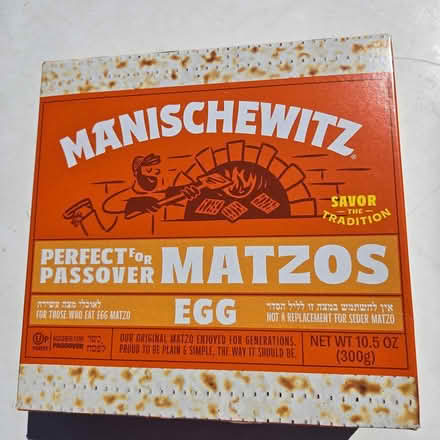 MANISCHEWITZ®
SAVOR
THE
TRADITION
PERFECT FOR
PASSOVER
MATZOS
לאוכלי מצה עשירה
FOR THOSE WHO EAT EGG MATZO
EGG
אין להשתמש במצה זו לליל הסדר
NOT A REPLACEMENT FOR SEDER MATZO
U P
KOSHER FOR
PASSOVER
כשר
לפסח
OUR ORIGINAL MATZO ENJOYED FOR GENERATIONS.
PROUD TO BE PLAIN & SIMPLE, THE WAY IT SHOULD BE.
NET WT 10.5 OZ
(300g)